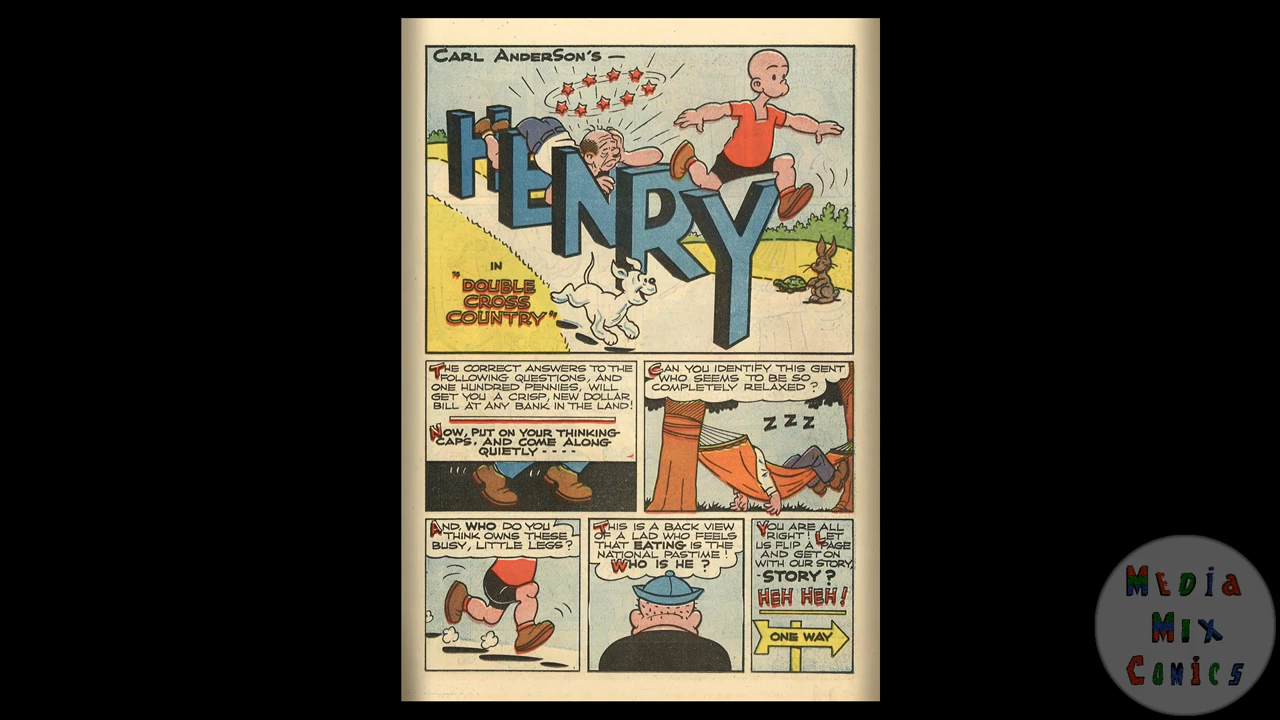 CARL ANDERSON'S —
HENRY
IN
"DOUBLE
CROSS
COUNTRY"
THE CORRECT ANSWERS TO THE
FOLLOWING QUESTIONS, AND
ONE HUNDRED PENNIES, WILL
GET YOU A CRISP, NEW DOLLAR
BILL AT ANY BANK IN THE LAND!
NOW, PUT ON YOUR THINKING
CAPS, AND COME ALONG
QUIETLY ----
CAN YOU IDENTIFY THIS GENT
WHO SEEMS TO BE SO
COMPLETELY RELAXED?
Z Z Z
AND, WHO DO YOU
THINK OWNS THESE
BUSY, LITTLE LEGS?
THIS IS A BACK VIEW
OF A LAD WHO FEELS
THAT EATING IS THE
NATIONAL PASTIME!
WHO IS HE?
YOU ARE ALL
RIGHT! LET
US FLIP A PAGE
AND GET ON
WITH OUR STORY
-STORY?
HEH HEH!
ONE WAY
MEDiA
MiX
COMiCS